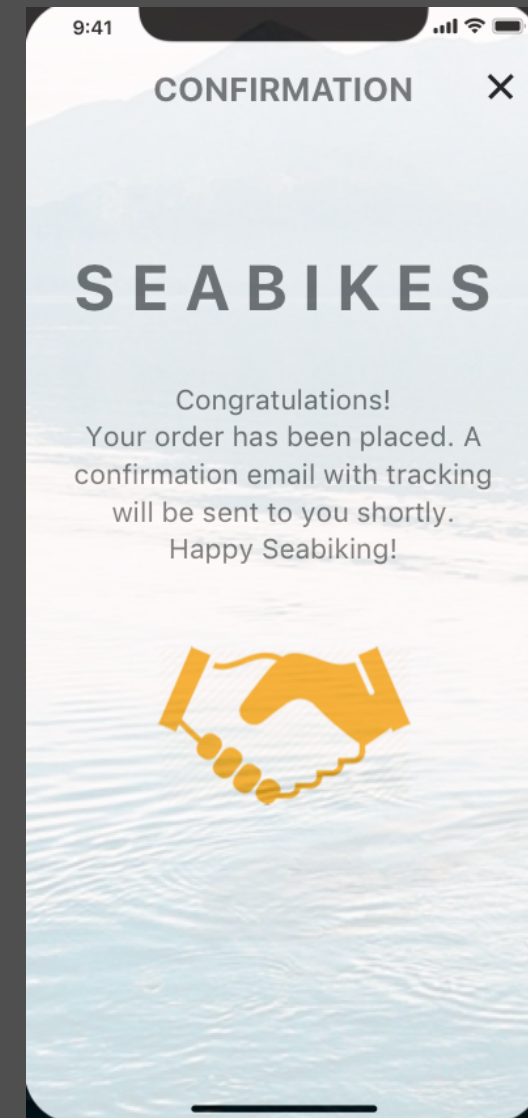 9:41
CONFIRMATION
SEABIKES
Congratulations!
Your order has been placed. A
confirmation email with tracking
will be sent to you shortly.
Happy Seabiking!